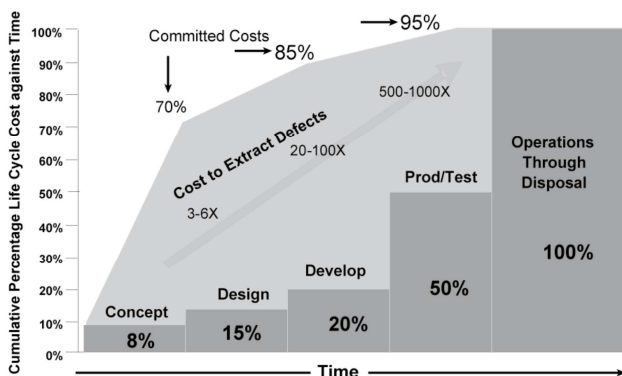 Cumulative Percentage Life Cycle Cost against Time
100%
90%
80%
70%
60%
50%
40%
30%
20%
10%
0%
Committed Costs
70%
85%
95%
Cost to Extract Defects
3-6X
20-100X
500-1000X
Concept
8%
Design
15%
Develop
20%
Prod/Test
50%
Operations
Through
Disposal
100%
Time